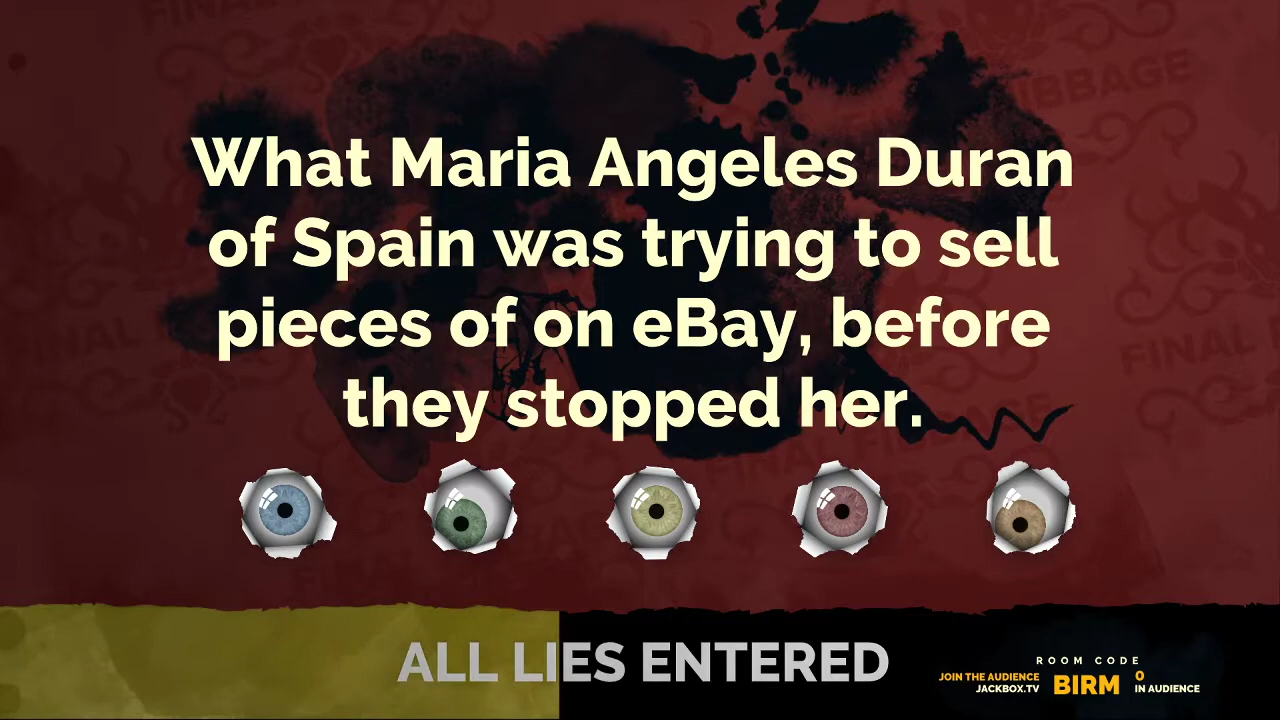 What Maria Angeles Duran
of Spain was trying to sell
pieces of on eBay, before
they stopped her.
ALL LIES ENTERED
ROOM CODE
JOIN THE AUDIENCE
JACKBOX.TV
BIRM
0
IN AUDIENCE